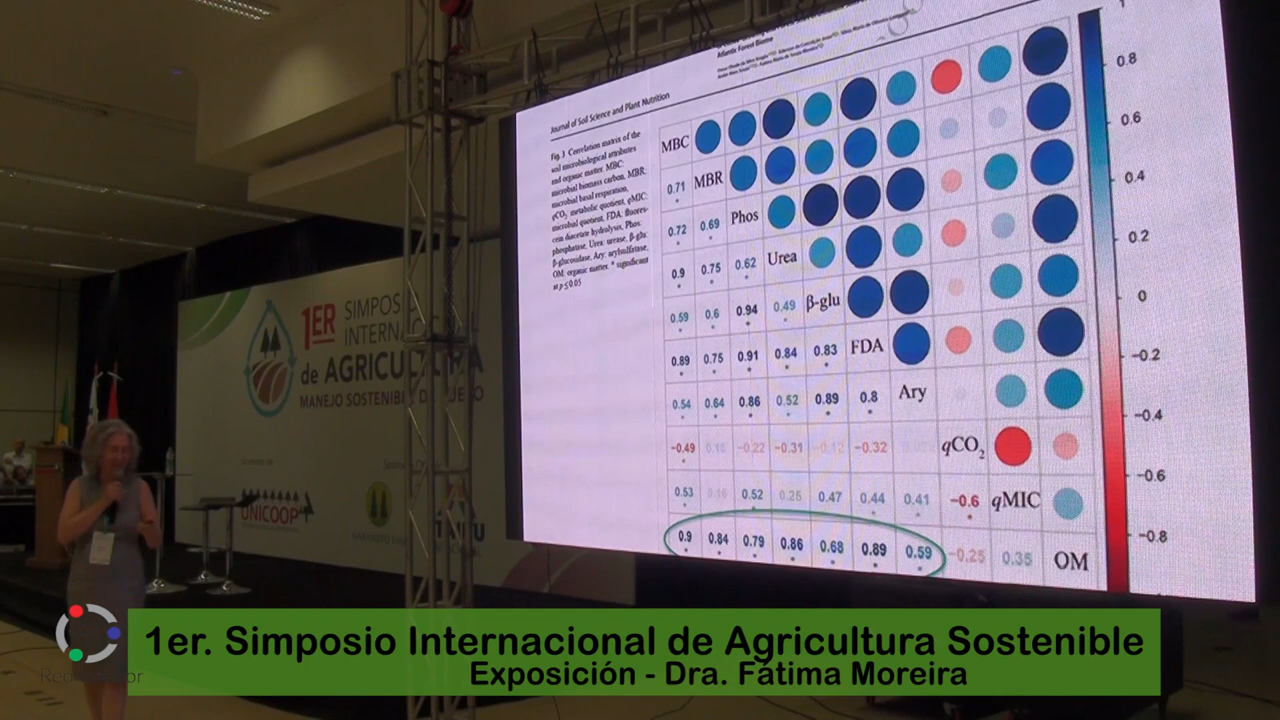 Atlantic Forest Biome
Journal of Soil Science and Plant Nutrition
Fig. 3 Correlation matrix of the
soil microbiological attributes
and organic matter. MBC:
microbial biomass carbon, MBR:
microbial basal respiration,
qCO2: metabolic quotient, qMIC:
microbial quotient, FDA: fluores-
cein diacetate hydrolysis, Phos:
phosphatase, Urea: urease, β-glu:
β-glucosidase, Ary: arylsulfatase,
OM: organic matter. * significant
at p≤0.05
MBC
0.71 MBR
0.72 0.69 Phos
0.9 0.75 0.62 Urea
0.59 0.6 0.94 0.49 β-glu
0.89 0.75 0.91 0.84 0.83 FDA
0.54 0.64 0.86 0.52 0.89 0.8 Ary
−0.49 −0.22 −0.31 −0.32 qCO2
0.53 0.16 0.52 0.25 0.47 0.44 0.41 −0.6 qMIC
0.9 0.84 0.79 0.86 0.68 0.89 0.59 −0.25 0.35 OM
1
0.8
0.6
0.4
0.2
0
−0.2
−0.4
−0.6
−0.8
1ER SIMPOS
INTERN
de AGRICULTURA
MANEJO SOSTENIBLE
UNICOOP
1er. Simposio Internacional de Agricultura Sostenible
Exposición - Dra. Fátima Moreira